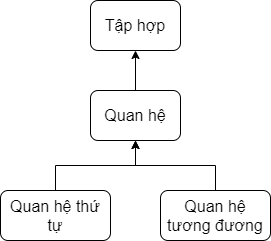 Tập hợp
Quan hệ
Quan hệ thứ
tự
Quan hệ
tương đương